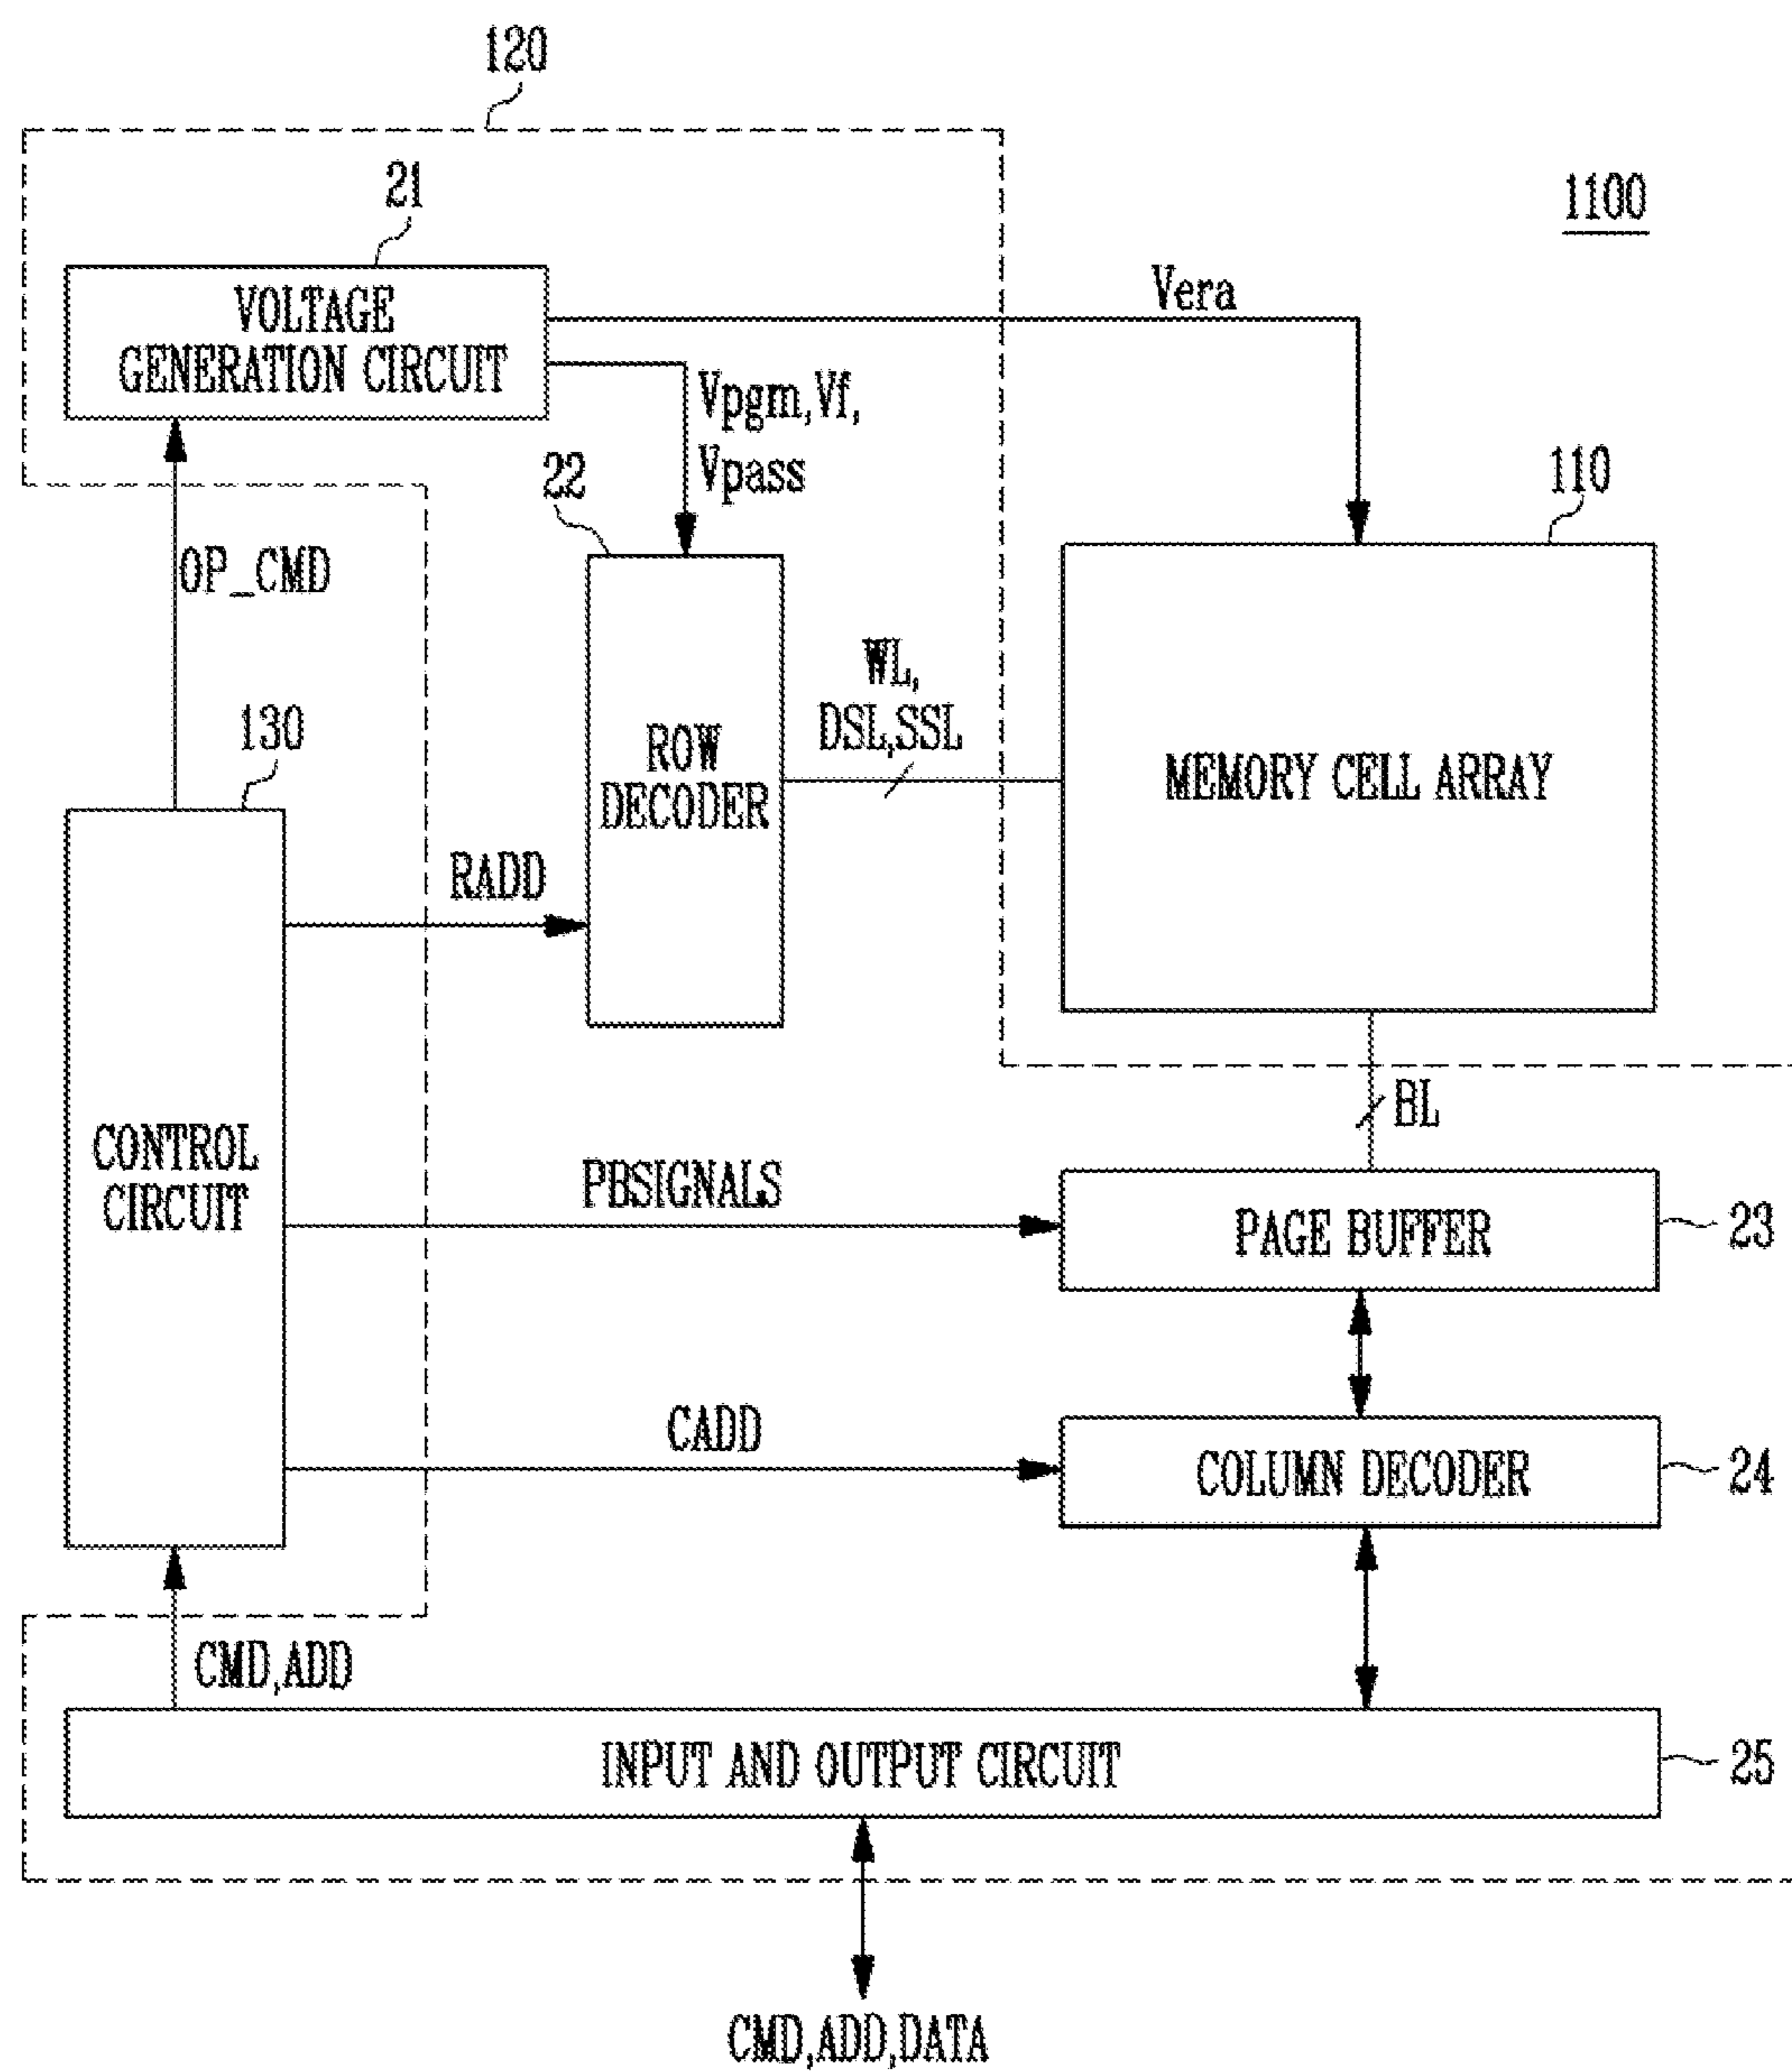 120
21
1100
VOLTAGE
GENERATION CIRCUIT
Vera
Vpgm,Vf,
Vpass
22
110
OP_CMD
WL,
DSL,SSL
130
ROW
DECODER
MEMORY CELL ARRAY
RADD
BL
CONTROL
CIRCUIT
PBSIGNALS
PAGE BUFFER
23
CADD
COLUMN DECODER
24
CMD,ADD
INPUT AND OUTPUT CIRCUIT
25
CMD,ADD,DATA